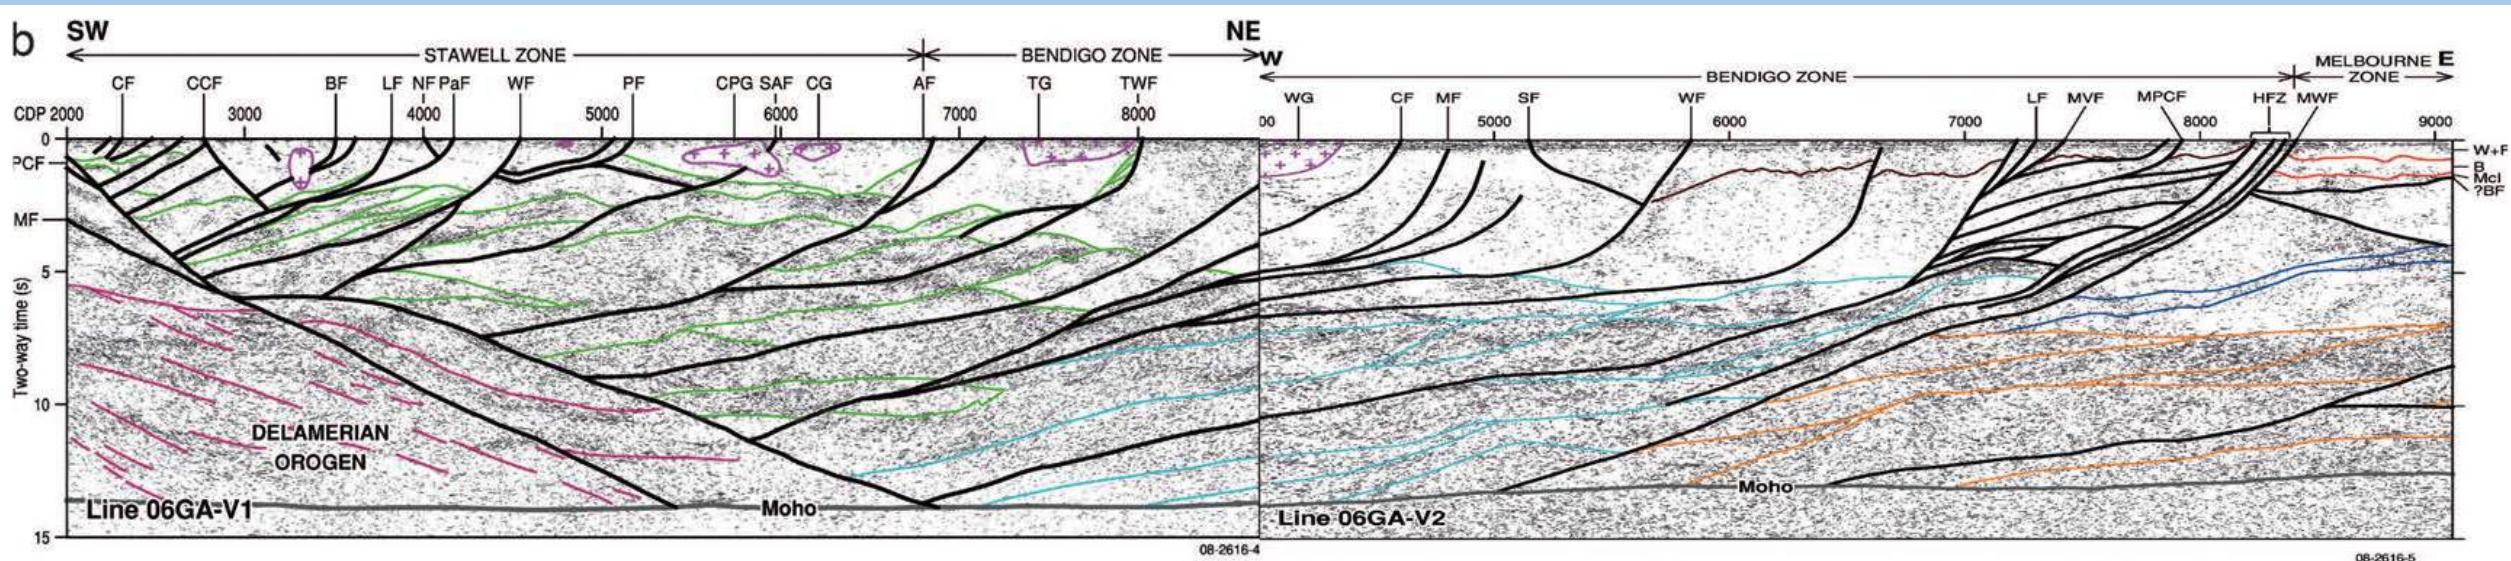 b
SW NE
STAWELL ZONE BENDIGO ZONE
CF CCF BF LF NF PaF WF PF CPG SAF CG AF TG TWF
CDP 2000 3000 4000 5000 6000 7000 8000
0
PCF
MF
5
10
15
Two-way time (s)
DELAMERIAN
OROGEN
Line 06GA-V1
Moho
08-2616-4
W E
BENDIGO ZONE MELBOURNE
ZONE
WG CF MF SF WF LF MVF MPCF HFZ MWF
00 5000 6000 7000 8000 9000
W+F
B
Mcl
?BF
Moho
Line 06GA-V2
08-2616-5